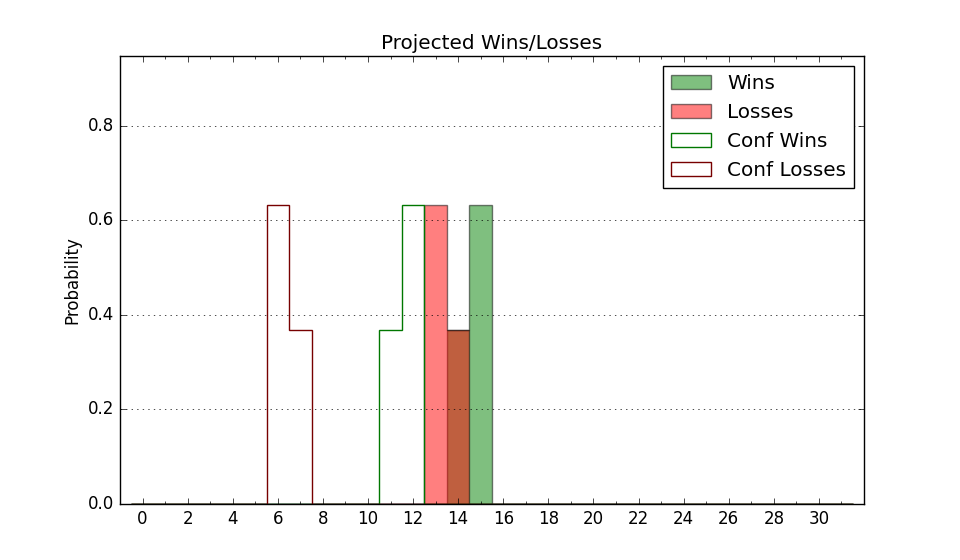 Projected Wins/Losses
Wins
Losses
Conf Wins
Conf Losses
Probability
0.8
0.6
0.4
0.2
0.0
0 2 4 6 8 10 12 14 16 18 20 22 24 26 28 30